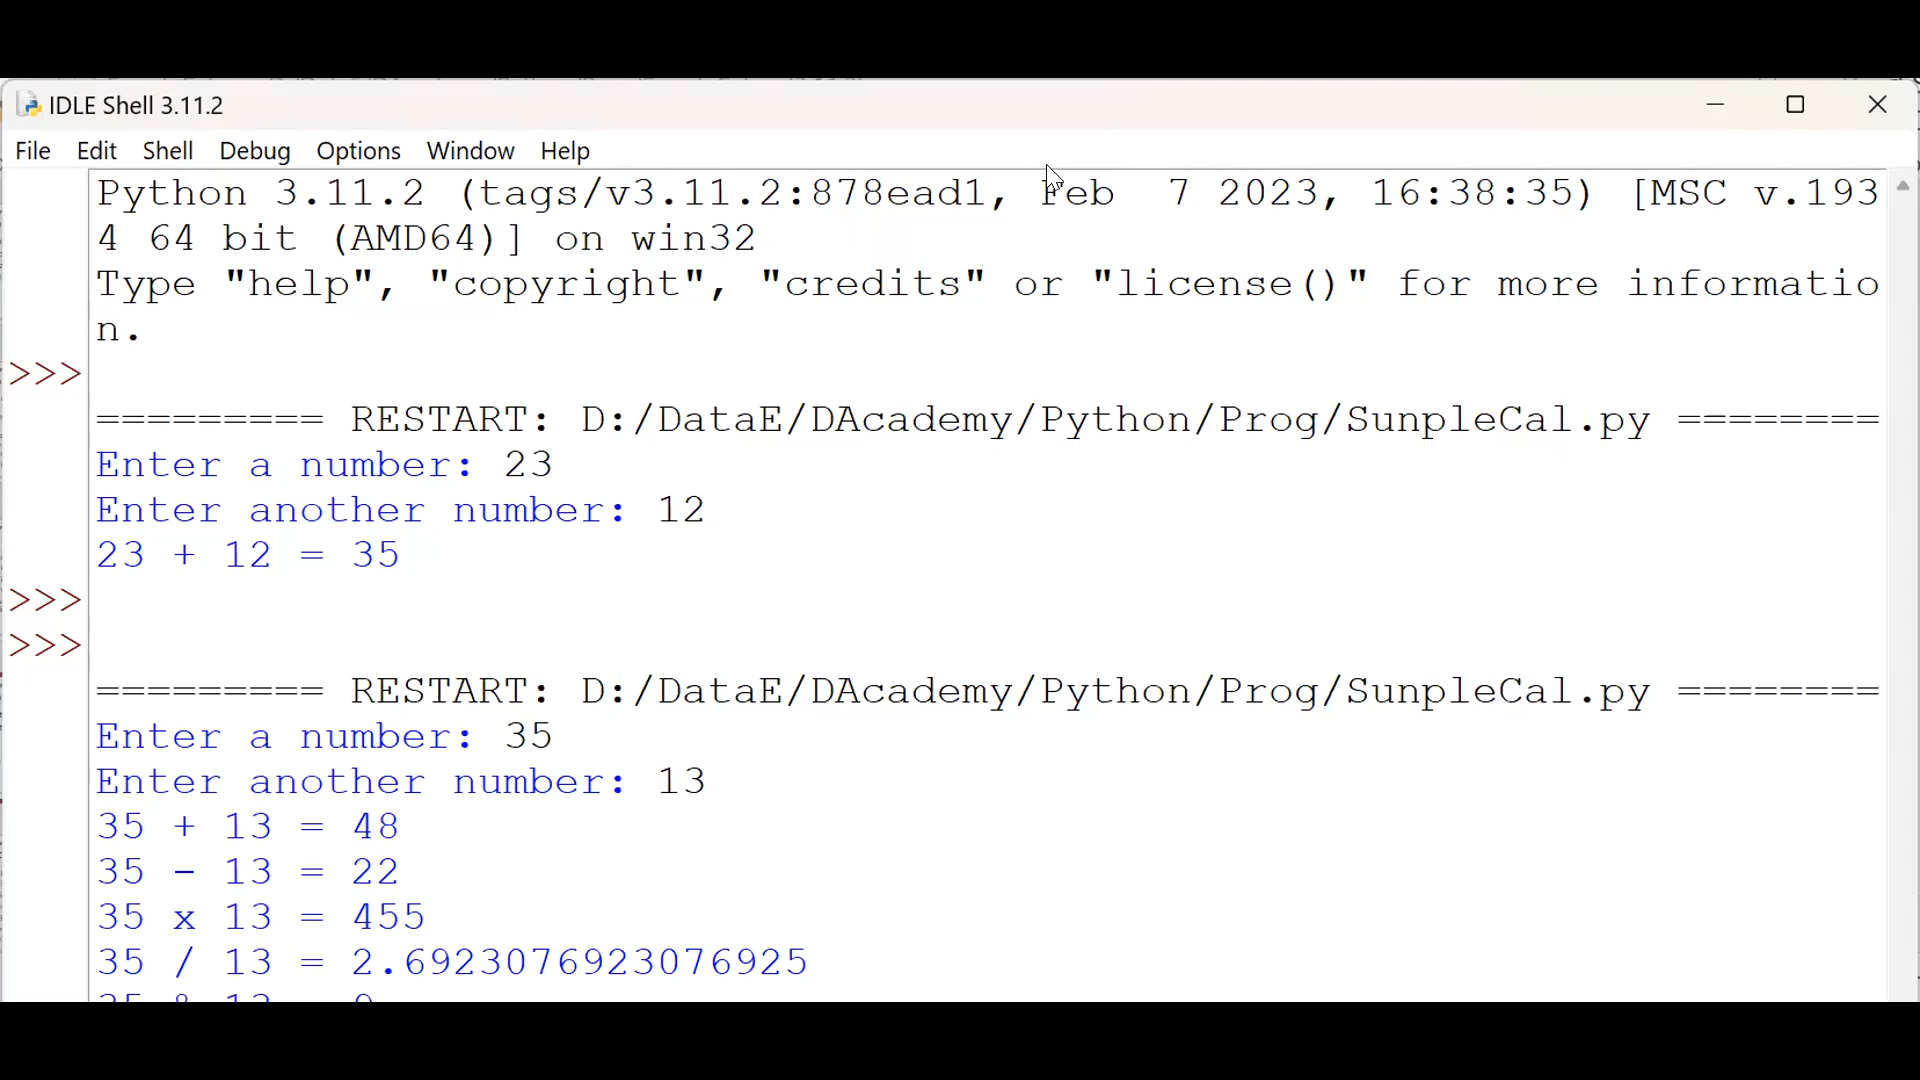 IDLE Shell 3.11.2
File Edit Shell Debug Options Window Help
Python 3.11.2 (tags/v3.11.2:878ead1, Feb  7 2023, 16:38:35) [MSC v.193
4 64 bit (AMD64)] on win32
Type "help", "copyright", "credits" or "license()" for more informatio
n.
>>>
========= RESTART: D:/DataE/DAcademy/Python/Prog/SunpleCal.py ========
Enter a number: 23
Enter another number: 12
23 + 12 = 35
>>>
>>>
========= RESTART: D:/DataE/DAcademy/Python/Prog/SunpleCal.py ========
Enter a number: 35
Enter another number: 13
35 + 13 = 48
35 - 13 = 22
35 x 13 = 455
35 / 13 = 2.6923076923076925